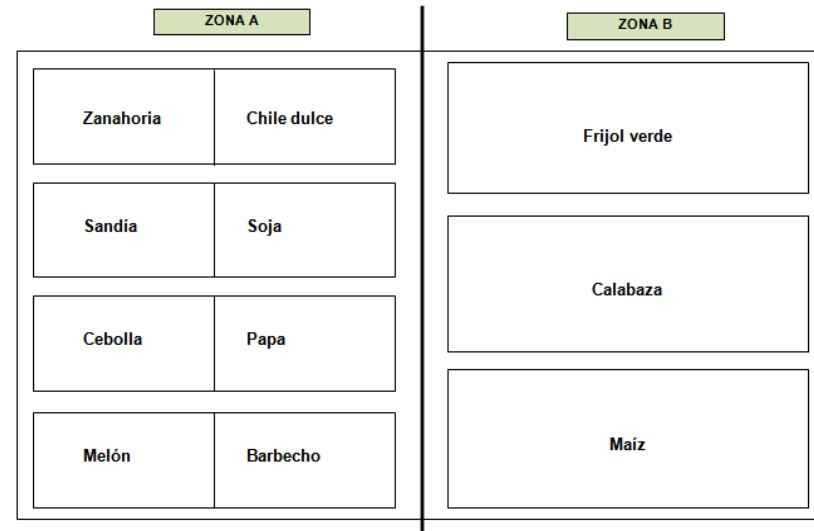 ZONA A
ZONA B
Zanahoria
Chile dulce
Sandía
Soja
Cebolla
Papa
Melón
Barbecho
Frijol verde
Calabaza
Maíz